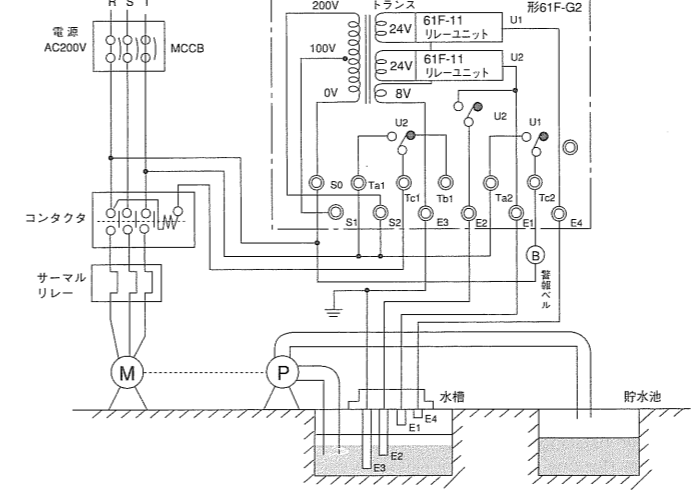 R S T
電源
AC200V
MCCB
コンタクタ
サーマル
リレー
M
P
200V
100V
0V
トランス
24V
24V
8V
61F-11
リレーユニット
61F-11
リレーユニット
U1
U2
形61F-G2
U2
U2
U1
S0
Ta1
Tc1
Tb1
Ta2
Tc2
S1
S2
E3
E2
E1
E4
B
警報ベル
水槽
貯水池
E4
E1
E2
E3